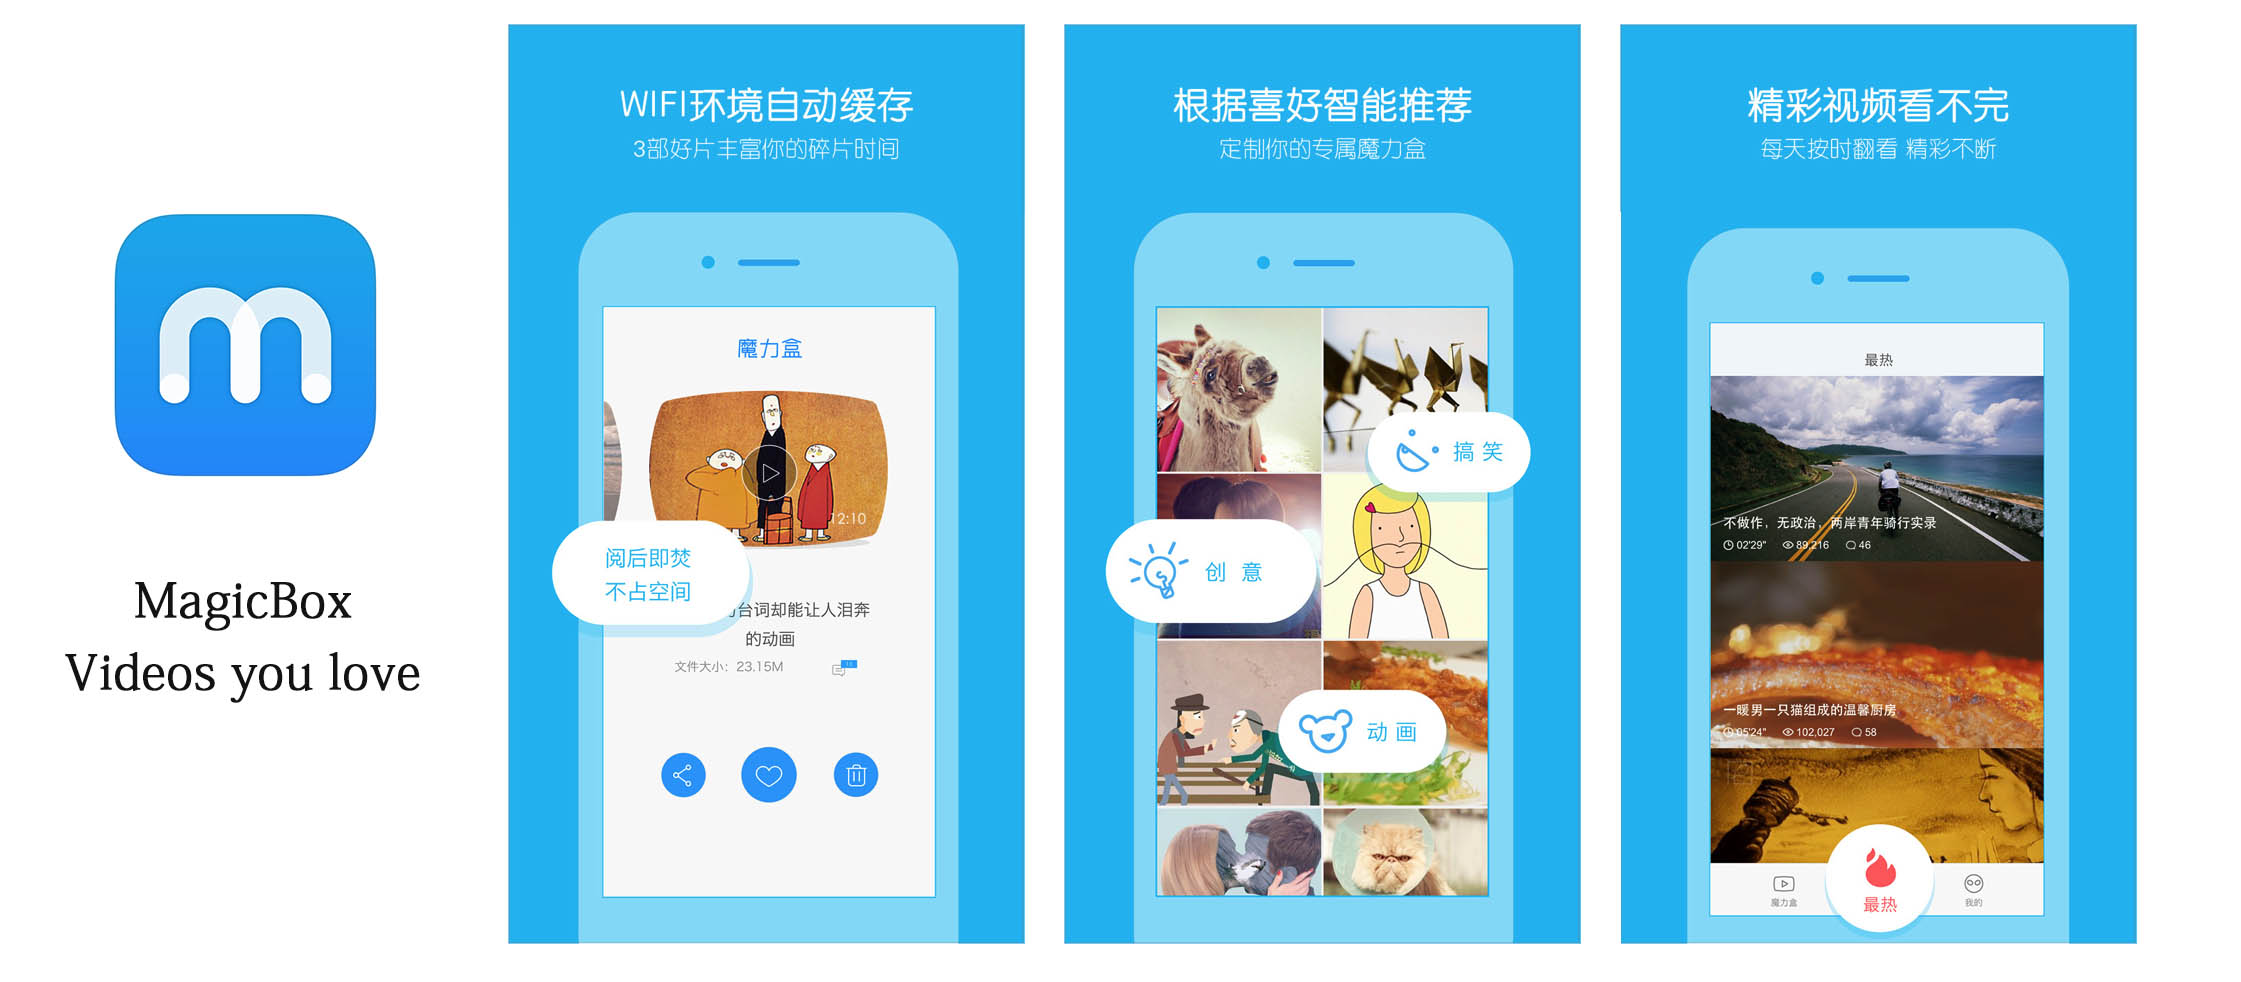 MagicBox
Videos you love
WIFI环境自动缓存
3部好片丰富你的碎片时间
魔力盒
12:10
阅后即焚
不占空间
台词却能让人泪奔
的动画
文件大小：23.15M
根据喜好智能推荐
定制你的专属魔力盒
搞笑
创意
动画
精彩视频看不完
每天按时翻看 精彩不断
最热
不做作，无政治，两岸青年骑行实录
02'29" 89,216 46
一暖男一只猫组成的温馨厨房
05'24" 102,027 58
魔力盒
最热
我的